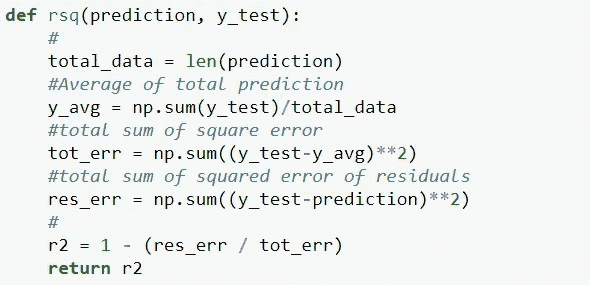 def rsq(prediction, y_test):
    #
    total_data = len(prediction)
    #Average of total prediction
    y_avg = np.sum(y_test)/total_data
    #total sum of square error
    tot_err = np.sum((y_test-y_avg)**2)
    #total sum of squared error of residuals
    res_err = np.sum((y_test-prediction)**2)
    #
    r2 = 1 - (res_err / tot_err)
    return r2